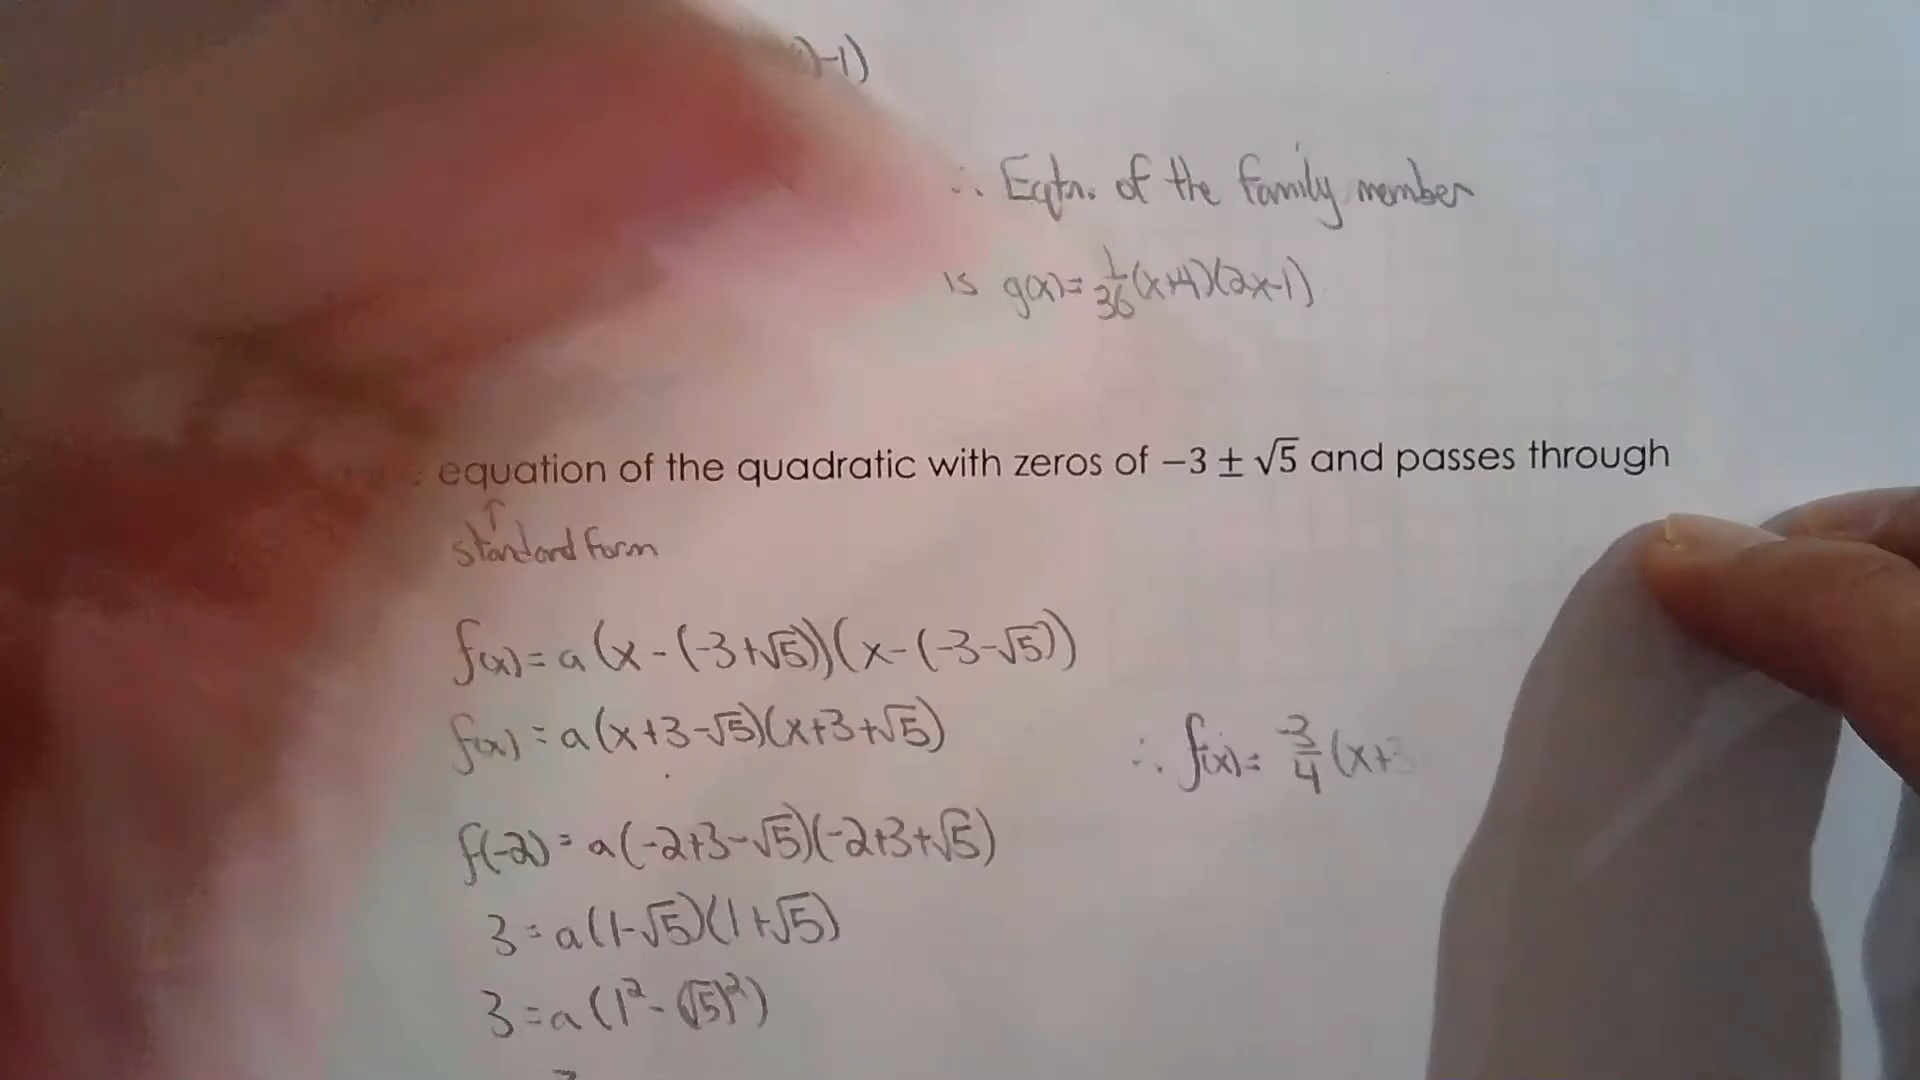 )-1)
∴ Eqtn. of the family member
is g(x)= 1/36 (x+4)(2x-1)
equation of the quadratic with zeros of −3 ± √5 and passes through
↑
standard form
f(x)= a(x-(-3+√5))(x-(-3-√5))
f(x) = a(x+3-√5)(x+3+√5)
∴ f(x)= -3/4 (x+3
f(-2) = a(-2+3-√5)(-2+3+√5)
3 = a(1-√5)(1+√5)
3 = a(1²-(√5)²)